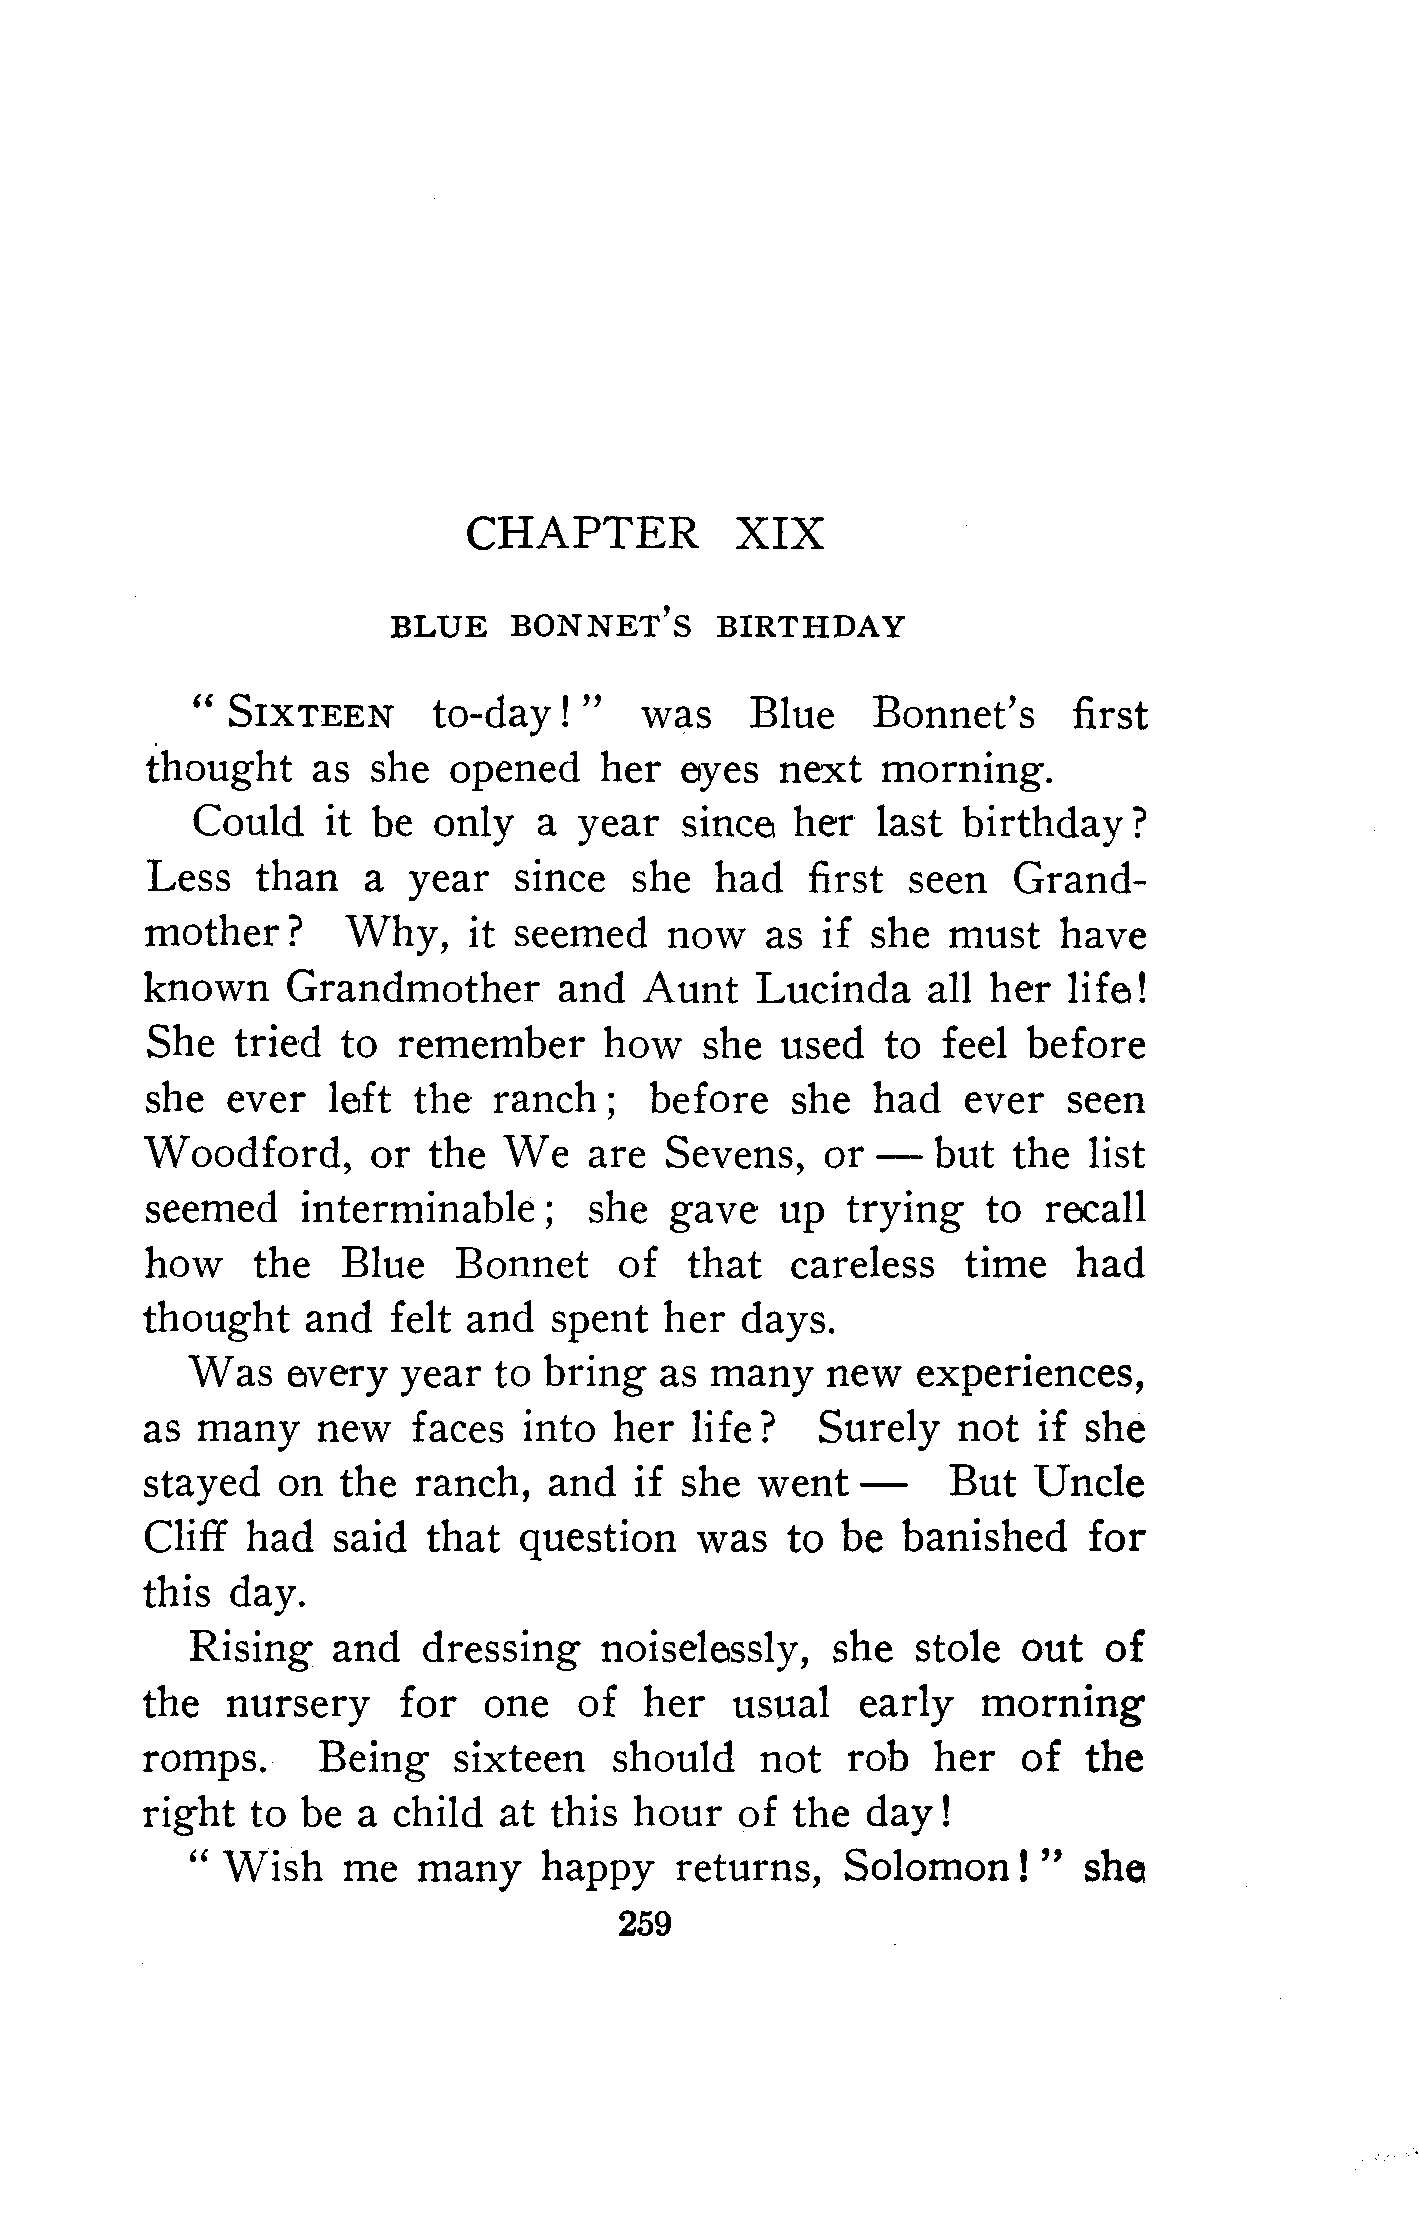 CHAPTER XIX
BLUE BONNET'S BIRTHDAY
" SIXTEEN to-day! " was Blue Bonnet's first
thought as she opened her eyes next morning.
Could it be only a year since her last birthday?
Less than a year since she had first seen Grand-
mother? Why, it seemed now as if she must have
known Grandmother and Aunt Lucinda all her life!
She tried to remember how she used to feel before
she ever left the ranch; before she had ever seen
Woodford, or the We are Sevens, or — but the list
seemed interminable; she gave up trying to recall
how the Blue Bonnet of that careless time had
thought and felt and spent her days.
Was every year to bring as many new experiences,
as many new faces into her life? Surely not if she
stayed on the ranch, and if she went — But Uncle
Cliff had said that question was to be banished for
this day.
Rising and dressing noiselessly, she stole out of
the nursery for one of her usual early morning
romps. Being sixteen should not rob her of the
right to be a child at this hour of the day!
" Wish me many happy returns, Solomon! " she
259